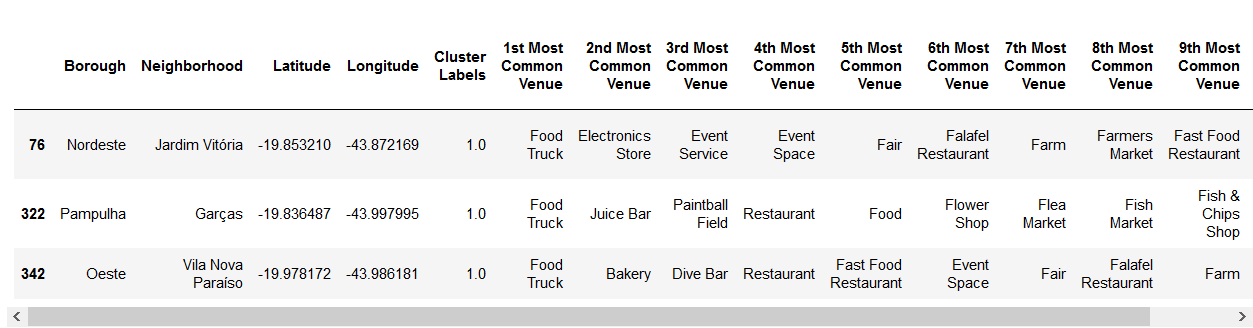 Borough Neighborhood Latitude Longitude Cluster Labels 1st Most Common Venue 2nd Most Common Venue 3rd Most Common Venue 4th Most Common Venue 5th Most Common Venue 6th Most Common Venue 7th Most Common Venue 8th Most Common Venue 9th Most Common Venue
76 Nordeste Jardim Vitória -19.853210 -43.872169 1.0 Food Truck Electronics Store Event Service Event Space Fair Falafel Restaurant Farm Farmers Market Fast Food Restaurant
322 Pampulha Garças -19.836487 -43.997995 1.0 Food Truck Juice Bar Paintball Field Restaurant Food Flower Shop Flea Market Fish Market Fish & Chips Shop
342 Oeste Vila Nova Paraíso -19.978172 -43.986181 1.0 Food Truck Bakery Dive Bar Restaurant Fast Food Restaurant Event Space Fair Falafel Restaurant Farm